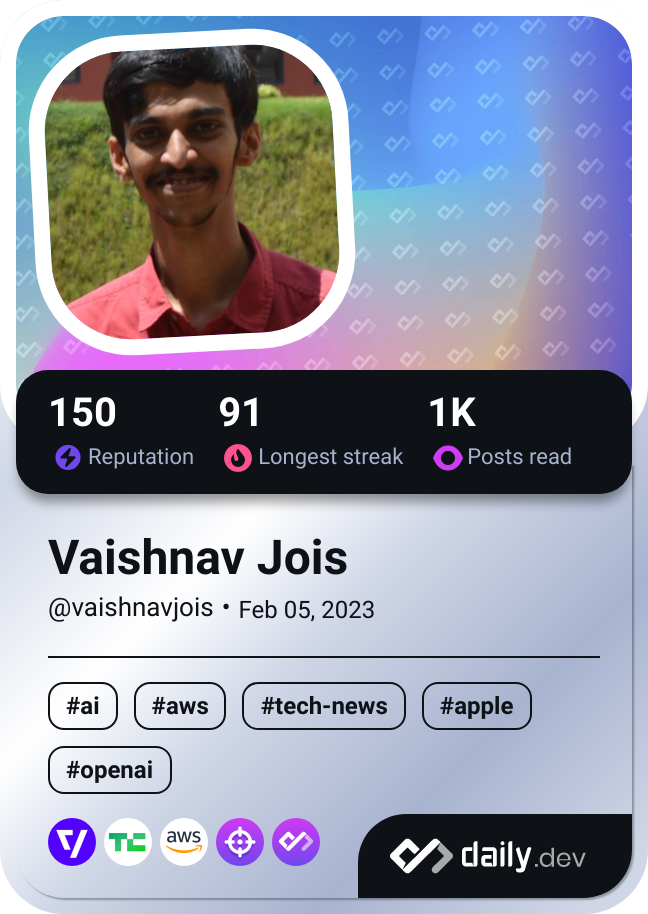 150 91 1K
Reputation Longest streak Posts read
Vaishnav Jois
@vaishnavjois • Feb 05, 2023
#ai #aws #tech-news #apple
#openai
TC aws daily.dev